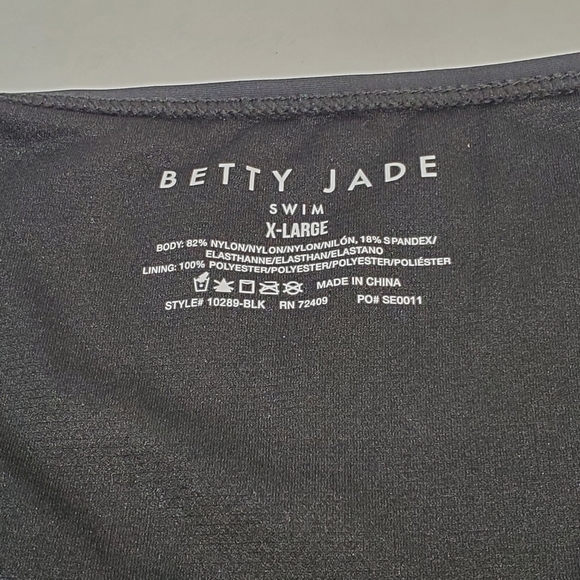 BETTY JADE
SWIM
X-LARGE
BODY: 82% NYLON/NYLON/NYLON/NILÓN, 18% SPANDEX/
ELASTHANNE/ELASTHAN/ELASTANO
LINING: 100% POLYESTER/POLYESTER/POLYESTER/POLIÉSTER
MADE IN CHINA
STYLE# 10289-BLK RN 72409 PO# SE0011